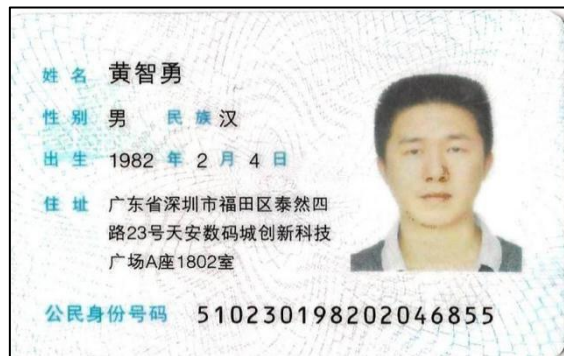 姓名 黄智勇
性别 男 民族 汉
出生 1982 年 2 月 4 日
住址 广东省深圳市福田区泰然四
路23号天安数码城创新科技
广场A座1802室
公民身份号码 510230198202046855